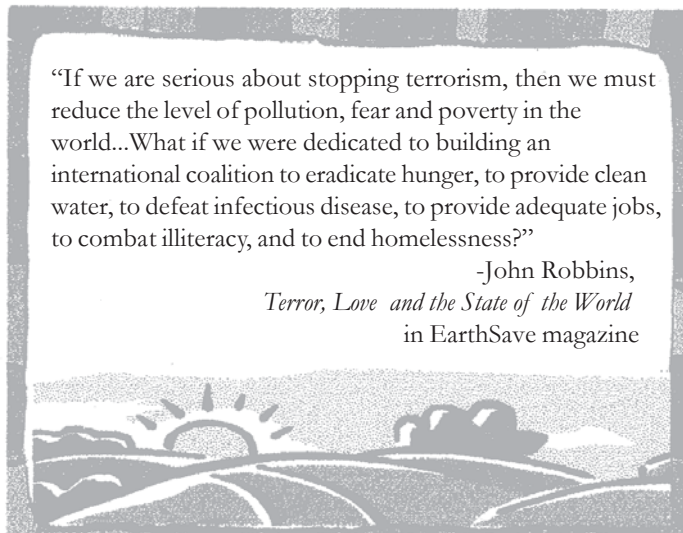 “If we are serious about stopping terrorism, then we must
reduce the level of pollution, fear and poverty in the
world...What if we were dedicated to building an
international coalition to eradicate hunger, to provide clean
water, to defeat infectious disease, to provide adequate jobs,
to combat illiteracy, and to end homelessness?”
-John Robbins,
Terror, Love and the State of the World
in EarthSave magazine